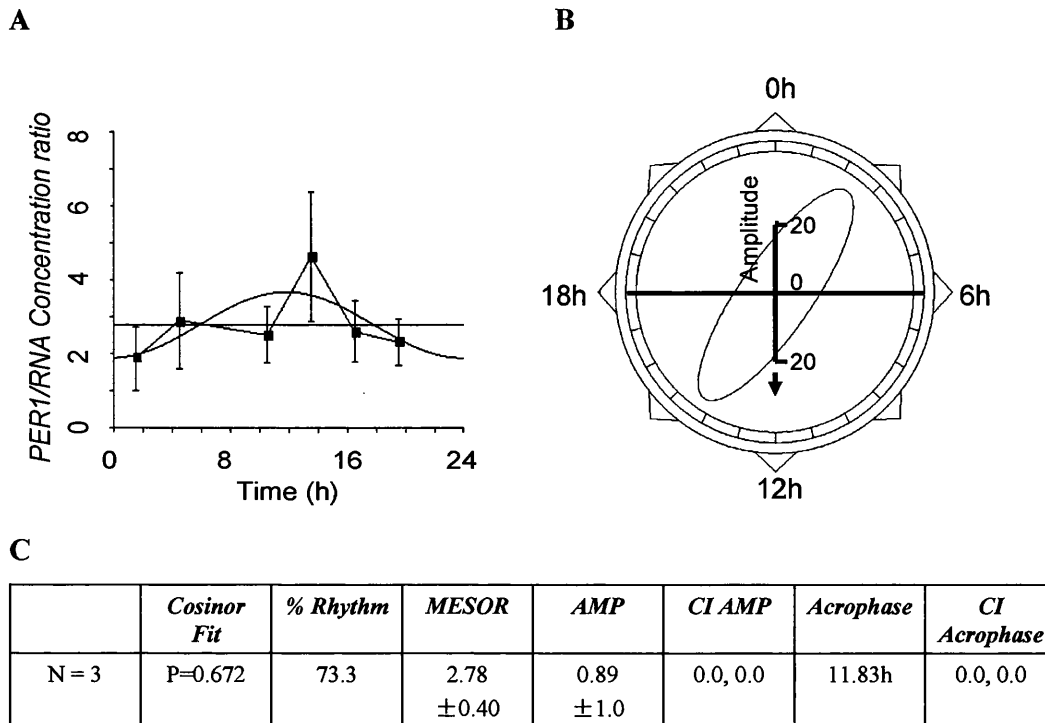 A
B
PER1/RNA Concentration ratio
8
6
4
2
0
0
8
16
24
Time (h)
0h
6h
12h
18h
Amplitude
20
0
20
C
Cosinor Fit % Rhythm MESOR AMP CI AMP Acrophase CI Acrophase
N = 3 P=0.672 73.3 2.78 ±0.40 0.89 ±1.0 0.0, 0.0 11.83h 0.0, 0.0